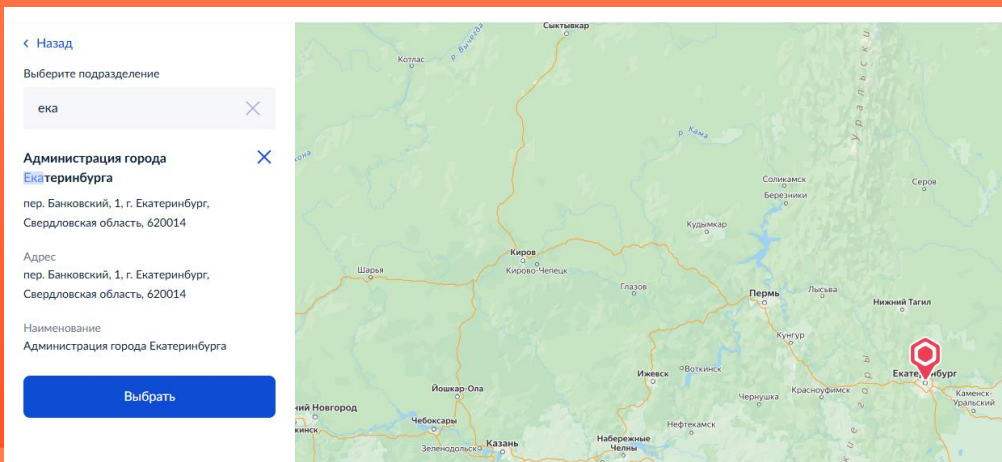 Назад
Выберите подразделение
ека
Администрация города
Екатеринбурга
пер. Банковский, 1, г. Екатеринбург,
Свердловская область, 620014
Адрес
пер. Банковский, 1, г. Екатеринбург,
Свердловская область, 620014
Наименование
Администрация города Екатеринбурга
Выбрать
Сыктывкар
р. Вычегда
Котлас
р. Кама
Соликамск
Березники
Серов
Кудымкар
Киров
Кирово-Чепецк
Шарья
Глазов
Пермь
Лысьва
Нижний Тагил
Кунгур
Ижевск
Воткинск
Йошкар-Ола
Чернушка
Красноуфимск
Каменск-
Уральский
ний Новгород
Чебоксары
Нефтекамск
Зеленодольск
Казань
Набережные
Челны